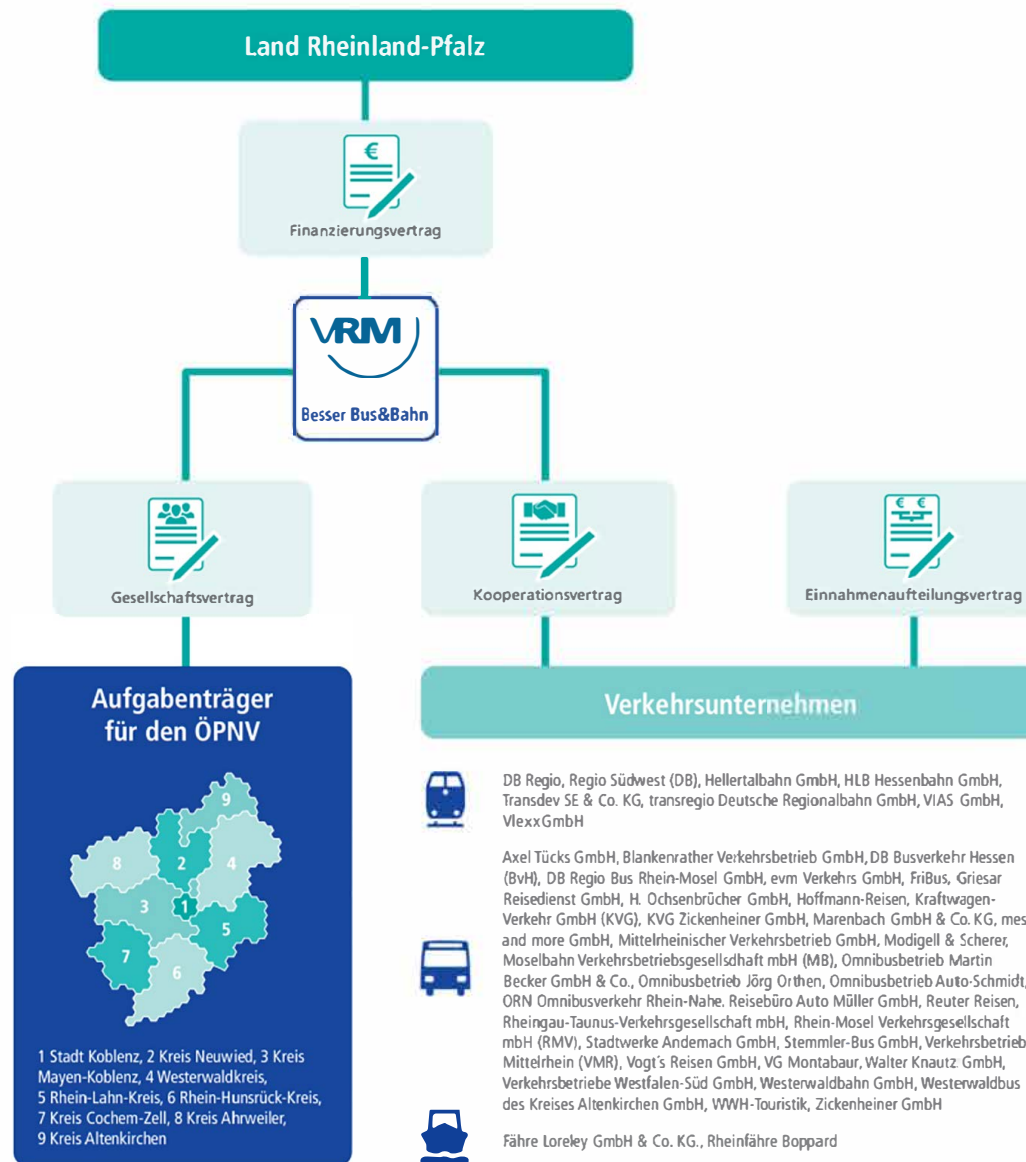 Land Rheinland-Pfalz
€
Finanzierungsvertrag
VRM
Besser Bus&Bahn
Gesellschaftsvertrag
Kooperationsvertrag
€ €
Einnahmenaufteilungsvertrag
Aufgabenträger
für den ÖPNV
9
8
2
4
3
1
5
7
6
1 Stadt Koblenz, 2 Kreis Neuwied, 3 Kreis
Mayen-Koblenz, 4 Westerwaldkreis,
5 Rhein-Lahn-Kreis, 6 Rhein-Hunsrück-Kreis,
7 Kreis Cochem-Zell, 8 Kreis Ahrweiler,
9 Kreis Altenkirchen
Verkehrsunternehmen
DB Regio, Regio Südwest (DB), Hellertalbahn GmbH, HLB Hessenbahn GmbH,
Transdev SE & Co. KG, transregio Deutsche Regionalbahn GmbH, VIAS GmbH,
VlexxGmbH
Axel Tücks GmbH, Blankenrather Verkehrsbetrieb GmbH, DB Busverkehr Hessen
(BvH), DB Regio Bus Rhein-Mosel GmbH, evm Verkehrs GmbH, FriBus, Griesar
Reisedienst GmbH, H. Ochsenbrücher GmbH, Hoffmann-Reisen, Kraftwagen-
Verkehr GmbH (KVG), KVG Zickenheiner GmbH, Marenbach GmbH & Co. KG, mes
and more GmbH, Mittelrheinischer Verkehrsbetrieb GmbH, Modigell & Scherer,
Moselbahn Verkehrsbetriebsgesellsdhaft mbH (MB), Omnibusbetrieb Martin
Becker GmbH & Co., Omnibusbetrieb Jörg Orthen, Omnibusbetrieb Auto-Schmidt,
ORN Omnibusverkehr Rhein-Nahe. Reisebüro Auto Müller GmbH, Reuter Reisen,
Rheingau-Taunus-Verkehrsgesellschaft mbH, Rhein-Mosel Verkehrsgesellschaft
mbH (RMV), Stadtwerke Andernach GmbH, Stemmler-Bus GmbH, Verkehrsbetrieb
Mittelrhein (VMR), Vogt´s Reisen GmbH, VG Montabaur, Walter Knautz GmbH,
Verkehrsbetriebe Westfalen-Süd GmbH, Westerwaldbahn GmbH, Westerwaldbus
des Kreises Altenkirchen GmbH, WWH-Touristik, Zickenheiner GmbH
Fähre Loreley GmbH & Co. KG., Rheinfähre Boppard